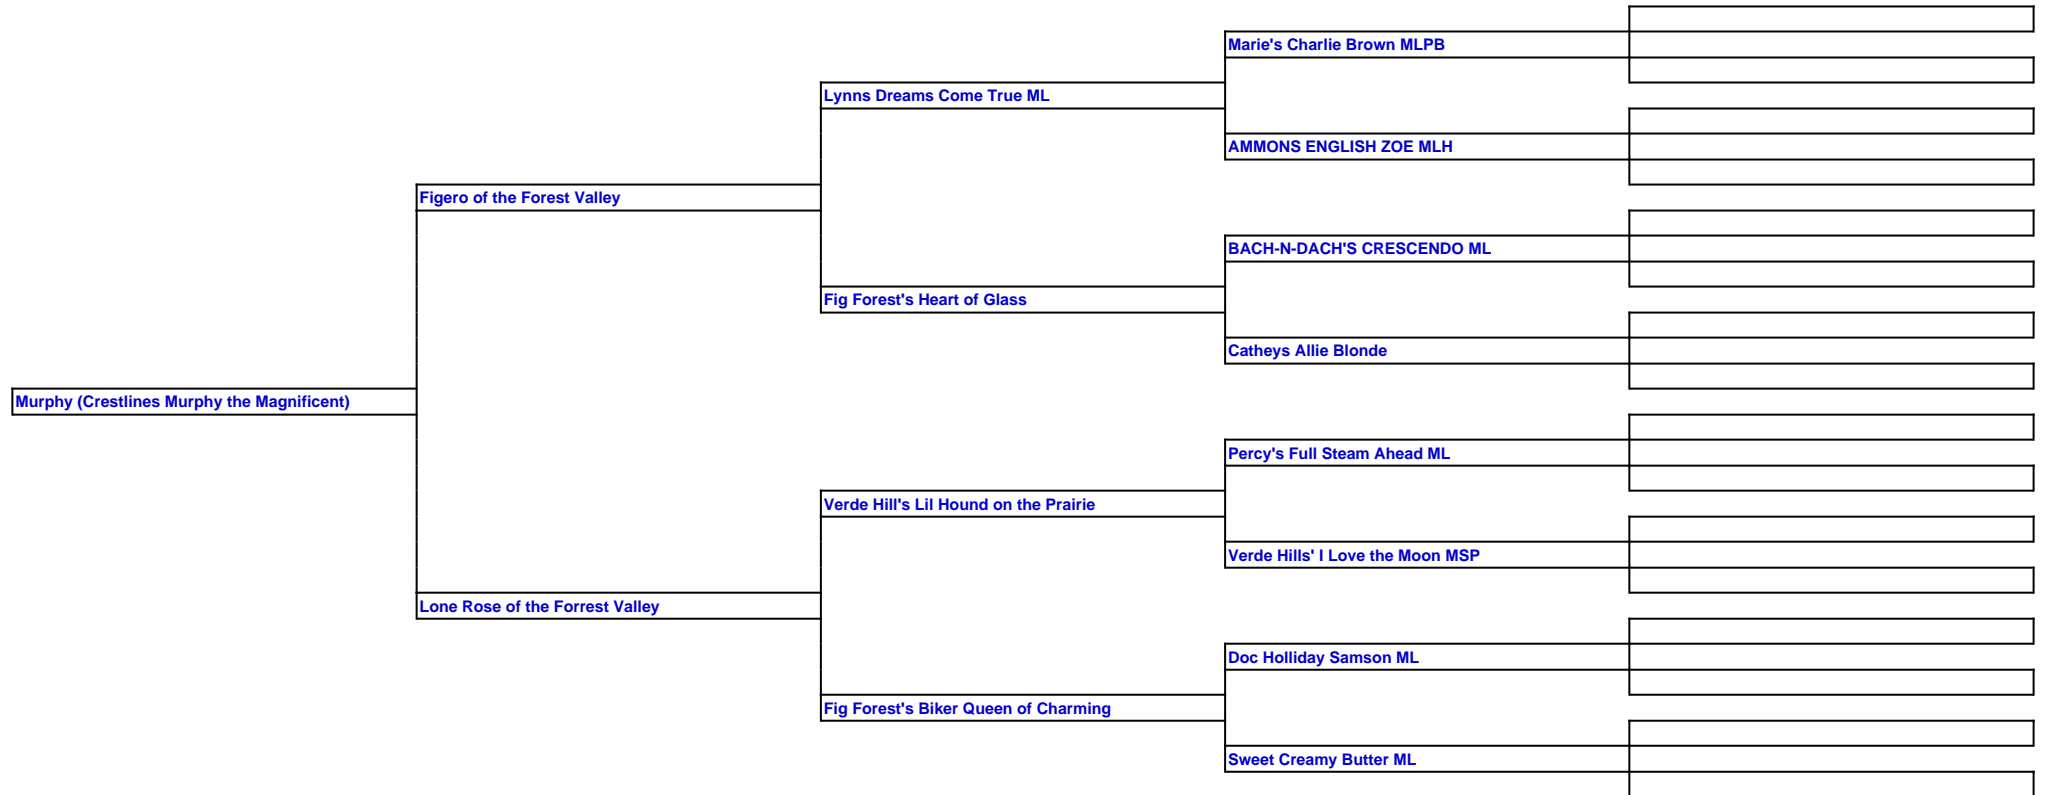 Marie's Charlie Brown MLPB
Lynns Dreams Come True ML
AMMONS ENGLISH ZOE MLH
Figero of the Forest Valley
BACH-N-DACH'S CRESCENDO ML
Fig Forest's Heart of Glass
Catheys Allie Blonde
Murphy (Crestlines Murphy the Magnificent)
Percy's Full Steam Ahead ML
Verde Hill's Lil Hound on the Prairie
Verde Hills' I Love the Moon MSP
Lone Rose of the Forrest Valley
Doc Holliday Samson ML
Fig Forest's Biker Queen of Charming
Sweet Creamy Butter ML